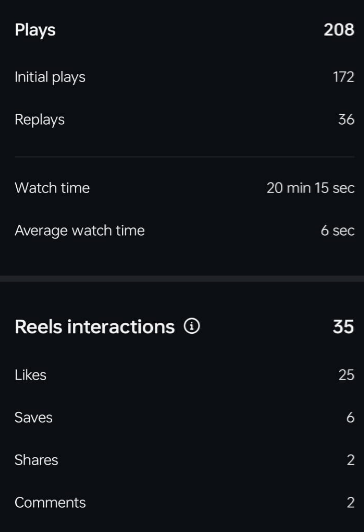 Plays 208
Initial plays 172
Replays 36
Watch time 20 min 15 sec
Average watch time 6 sec
Reels interactions 35
Likes 25
Saves 6
Shares 2
Comments 2